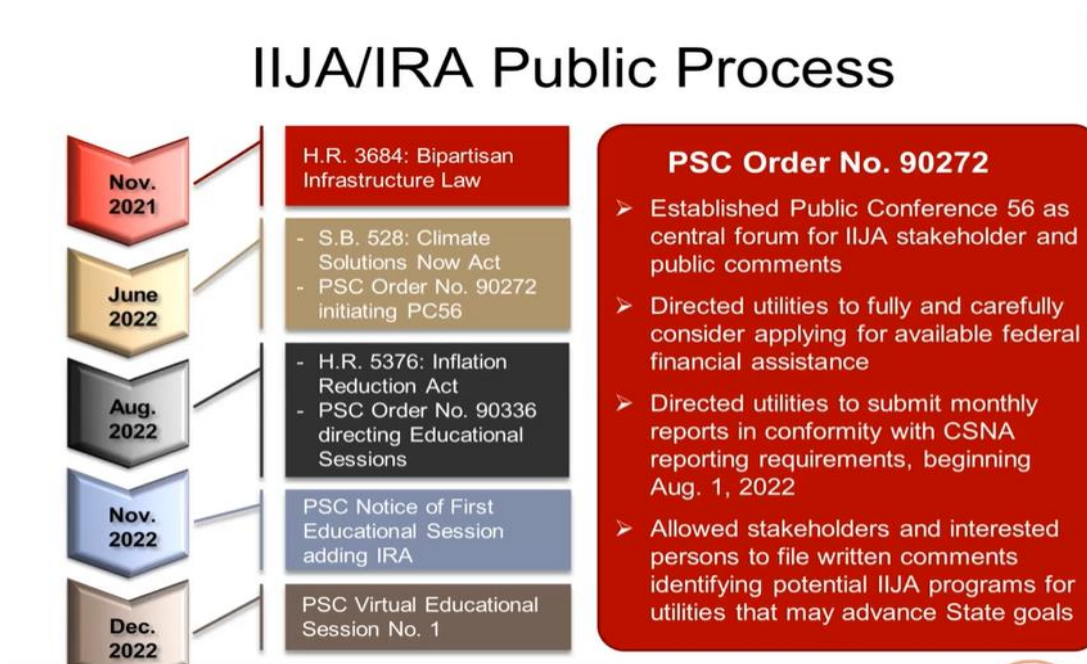 IIJA/IRA Public Process
Nov.
2021
H.R. 3684: Bipartisan
Infrastructure Law
June
2022
- S.B. 528: Climate
Solutions Now Act
- PSC Order No. 90272
initiating PC56
Aug.
2022
- H.R. 5376: Inflation
Reduction Act
- PSC Order No. 90336
directing Educational
Sessions
Nov.
2022
PSC Notice of First
Educational Session
adding IRA
Dec.
2022
PSC Virtual Educational
Session No. 1
PSC Order No. 90272
➢ Established Public Conference 56 as
central forum for IIJA stakeholder and
public comments
➢ Directed utilities to fully and carefully
consider applying for available federal
financial assistance
➢ Directed utilities to submit monthly
reports in conformity with CSNA
reporting requirements, beginning
Aug. 1, 2022
➢ Allowed stakeholders and interested
persons to file written comments
identifying potential IIJA programs for
utilities that may advance State goals